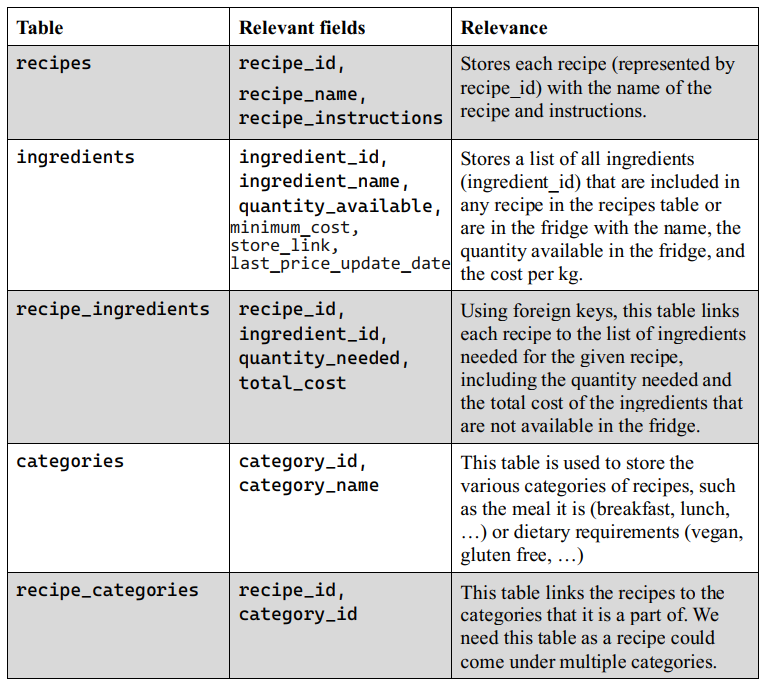 Table Relevant fields Relevance
recipes
recipe_id,
recipe_name,
recipe_instructions
Stores each recipe (represented by
recipe_id) with the name of the
recipe and instructions.
ingredients
ingredient_id,
ingredient_name,
quantity_available,
minimum_cost,
store_link,
last_price_update_date
Stores a list of all ingredients
(ingredient_id) that are included in
any recipe in the recipes table or
are in the fridge with the name, the
quantity available in the fridge, and
the cost per kg.
recipe_ingredients
recipe_id,
ingredient_id,
quantity_needed,
total_cost
Using foreign keys, this table links
each recipe to the list of ingredients
needed for the given recipe,
including the quantity needed and
the total cost of the ingredients that
are not available in the fridge.
categories
category_id,
category_name
This table is used to store the
various categories of recipes, such
as the meal it is (breakfast, lunch,
…) or dietary requirements (vegan,
gluten free, …)
recipe_categories
recipe_id,
category_id
This table links the recipes to the
categories that it is a part of. We
need this table as a recipe could
come under multiple categories.